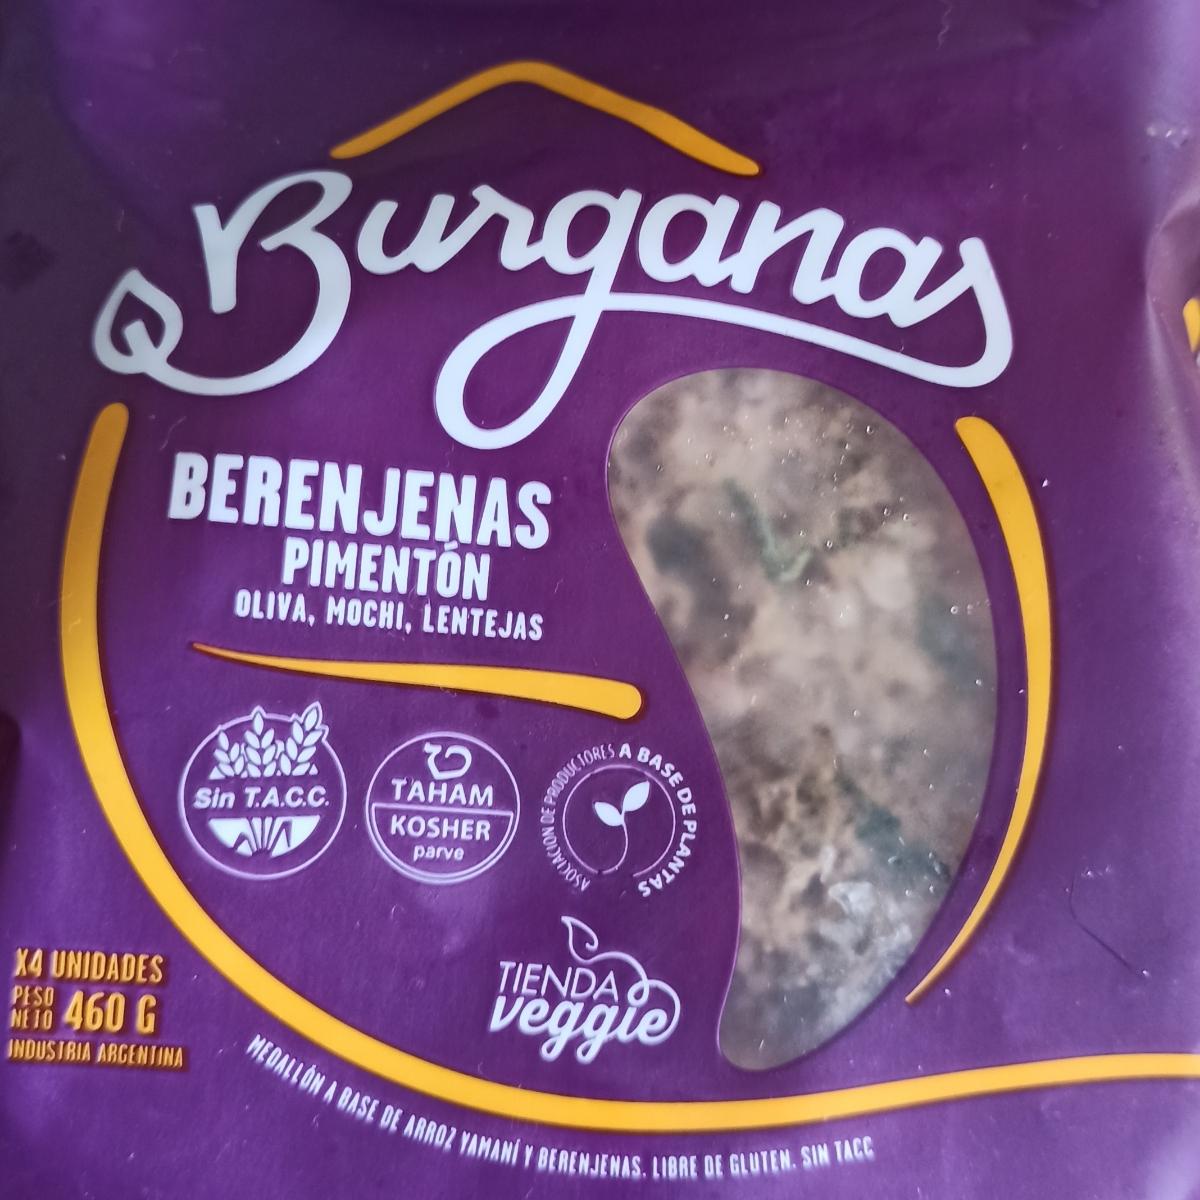 Burganas
BERENJENAS
PIMENTÓN
OLIVA, MOCHI, LENTEJAS
Sin T.A.C.C.
TAHAM
KOSHER
parve
ASOCIACION DE PRODUCTORES A BASE DE PLANTAS
TIENDA
veggie
X4 UNIDADES
PESO
NETO 460 G
INDUSTRIA ARGENTINA
MEDALLÓN A BASE DE ARROZ YAMANÍ Y BERENJENAS. LIBRE DE GLUTEN. SIN TACC